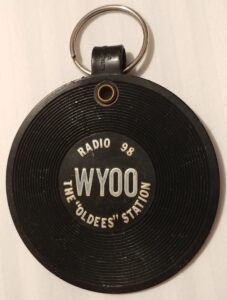 RADIO 98
WYOO
THE "OLDEES" STATION